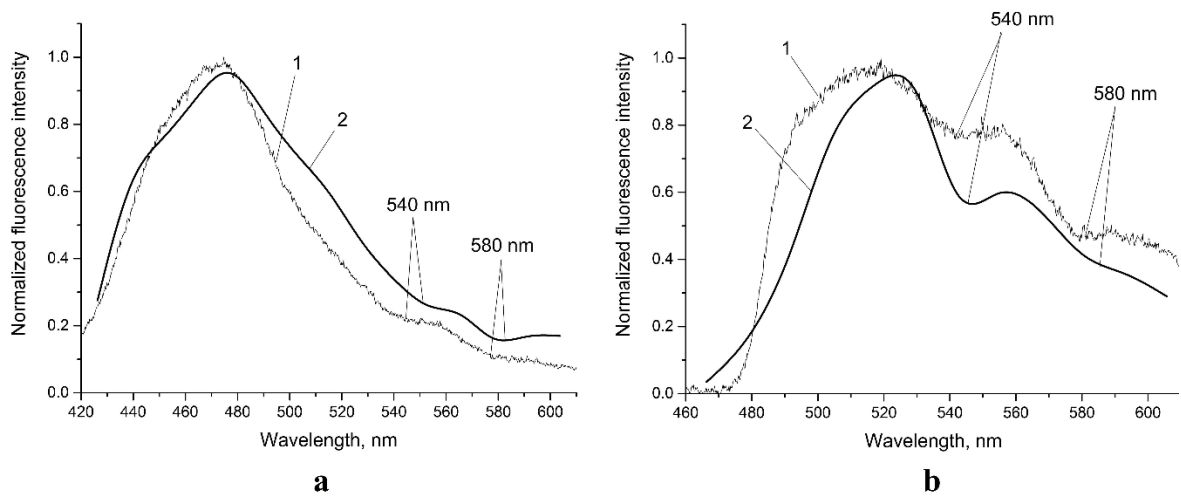 Normalized fluorescence intensity
1.0
0.8
0.6
0.4
0.2
0.0
1
2
540 nm
580 nm
420 440 460 480 500 520 540 560 580 600
Wavelength, nm
a
Normalized fluorescence intensity
1.0
0.8
0.6
0.4
0.2
0.0
1
2
540 nm
580 nm
460 480 500 520 540 560 580 600
Wavelength, nm
b